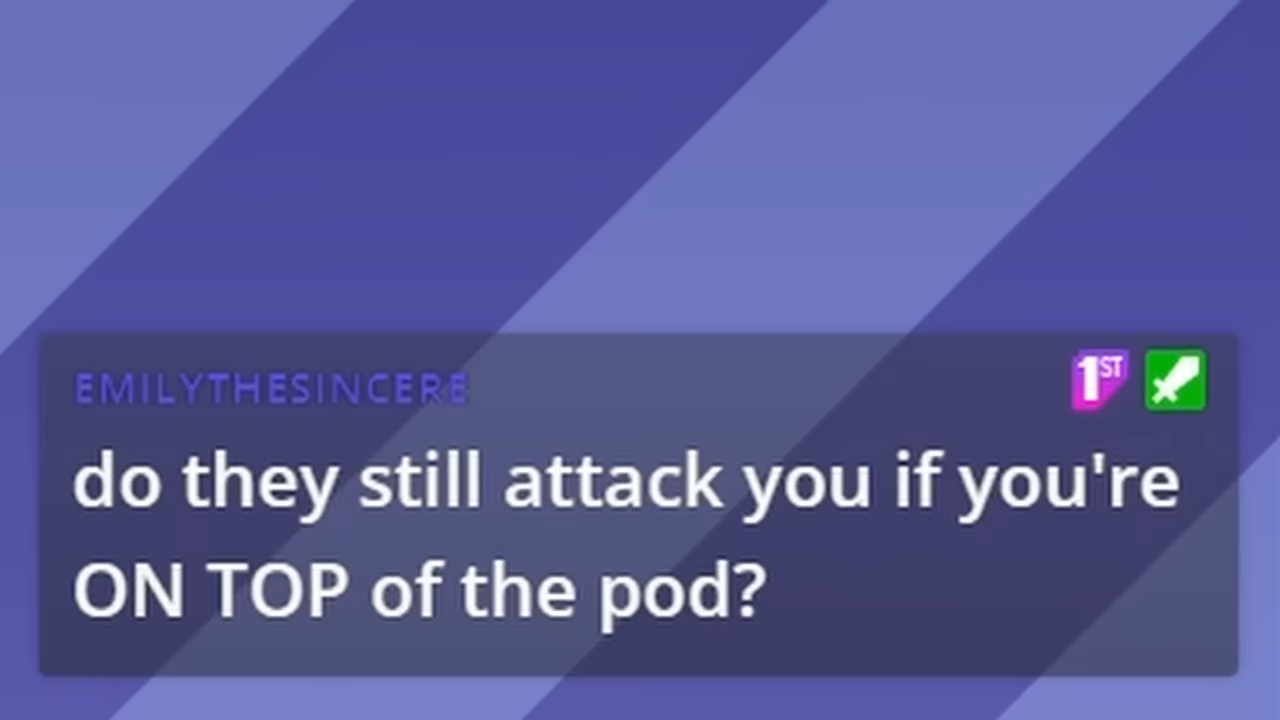 EMILYTHESINCERE 1ST
do they still attack you if you're
ON TOP of the pod?